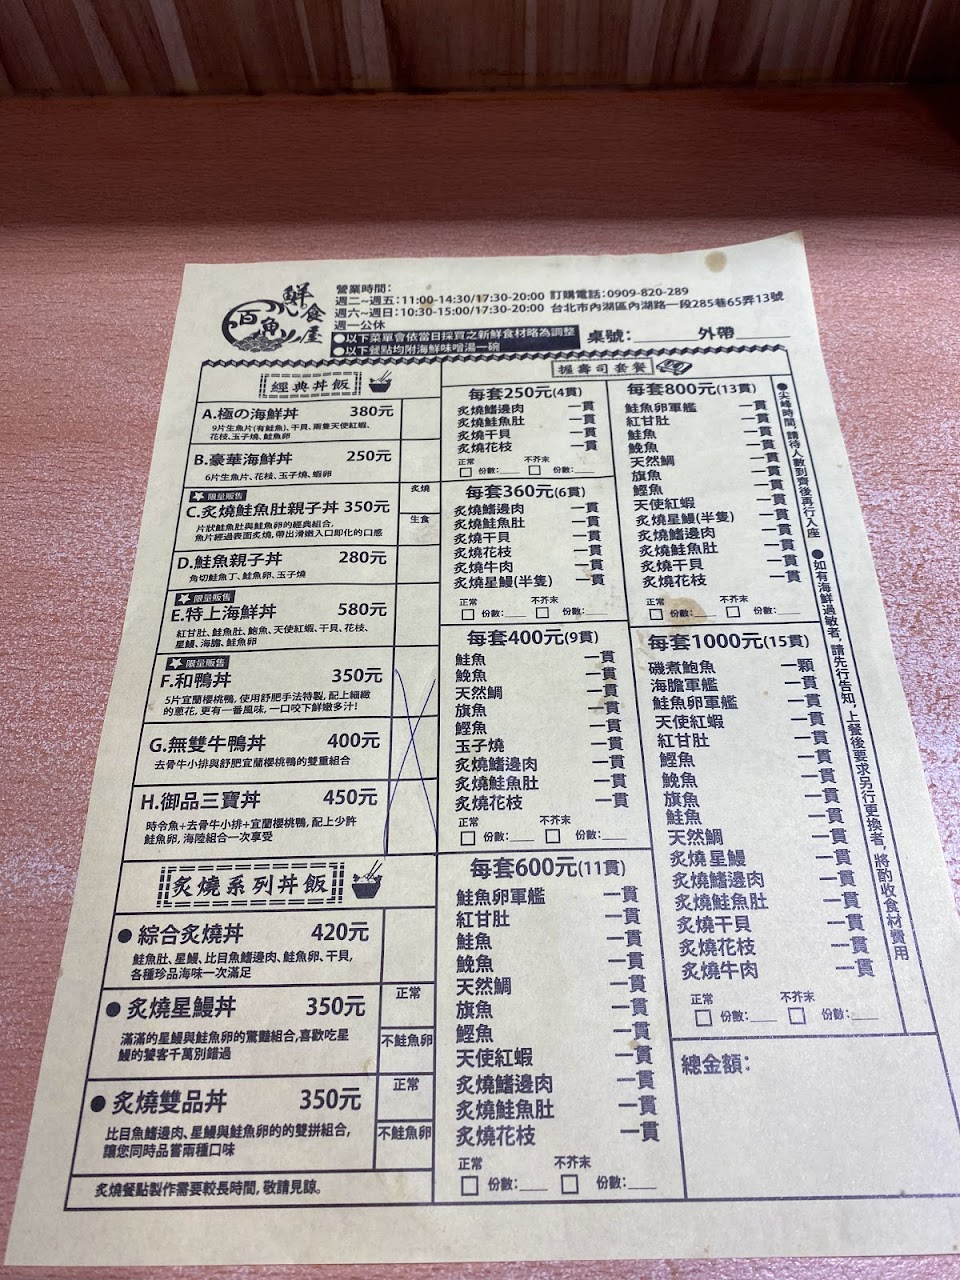 百魚
鮮食屋
營業時間：
週二~週五：11:00-14:30/17:30-20:00 訂購電話：0909-820-289
週六~週日：10:30-15:00/17:30-20:00 台北市內湖區內湖路一段285巷65弄13號
週一公休
●以下菜單會依當日採買之新鮮食材略為調整
●以下餐點均附海鮮味噌湯一碗
桌號：______外帶______
經典丼飯
A.極の海鮮丼 380元
9片生魚片(有鮭魚)、干貝、兩隻天使紅蝦、
花枝、玉子燒、鮭魚卵
B.豪華海鮮丼 250元
6片生魚片、花枝、玉子燒、蝦卵
限量販售
C.炙燒鮭魚肚親子丼 350元
片狀鮭魚肚與鮭魚卵的經典組合，
魚片經過表面炙燒，帶出滑嫩入口即化的口感
炙燒
生食
D.鮭魚親子丼 280元
角切鮭魚丁、鮭魚卵、玉子燒
限量販售
E.特上海鮮丼 580元
紅甘肚、鮭魚肚、鮑魚、天使紅蝦、干貝、花枝、
星鰻、海膽、鮭魚卵
限量販售
F.和鴨丼 350元
5片宜蘭櫻桃鴨，使用舒肥手法特製，配上細緻
的蔥花，更有一番風味，一口咬下鮮嫩多汁！
G.無雙牛鴨丼 400元
去骨牛小排與舒肥宜蘭櫻桃鴨的雙重組合
H.御品三寶丼 450元
時令魚+去骨牛小排+宜蘭櫻桃鴨，配上少許
鮭魚卵，海陸組合一次享受
炙燒系列丼飯
●綜合炙燒丼 420元
鮭魚肚、星鰻、比目魚鰭邊肉、鮭魚卵、干貝，
各種珍品海味一次滿足
●炙燒星鰻丼 350元
滿滿的星鰻與鮭魚卵的驚豔組合，喜歡吃星
鰻的饕客千萬別錯過
正常
不鮭魚卵
●炙燒雙品丼 350元
比目魚鰭邊肉、星鰻與鮭魚卵的的雙拼組合，
讓您同時品嘗兩種口味
正常
不鮭魚卵
炙燒餐點製作需要較長時間，敬請見諒。
握壽司套餐
每套250元(4貫)
炙燒鰭邊肉 一貫
炙燒鮭魚肚 一貫
炙燒干貝 一貫
炙燒花枝 一貫
正常 不芥末
□ 份數：____ □ 份數：____
每套360元(6貫)
炙燒鰭邊肉 一貫
炙燒鮭魚肚 一貫
炙燒干貝 一貫
炙燒花枝 一貫
炙燒牛肉 一貫
炙燒星鰻(半隻) 一貫
正常 不芥末
□ 份數：____ □ 份數：____
每套400元(9貫)
鮭魚 一貫
鮸魚 一貫
天然鯛 一貫
旗魚 一貫
鰹魚 一貫
玉子燒 一貫
炙燒鰭邊肉 一貫
炙燒鮭魚肚 一貫
炙燒花枝 一貫
正常 不芥末
□ 份數：____ □ 份數：____
每套600元(11貫)
鮭魚卵軍艦 一貫
紅甘肚 一貫
鮭魚 一貫
鮸魚 一貫
天然鯛 一貫
旗魚 一貫
鰹魚 一貫
天使紅蝦 一貫
炙燒鰭邊肉 一貫
炙燒鮭魚肚 一貫
炙燒花枝 一貫
正常 不芥末
□ 份數：____ □ 份數：____
每套800元(13貫)
鮭魚卵軍艦 一貫
紅甘肚 一貫
鮭魚 一貫
鮸魚 一貫
天然鯛 一貫
旗魚 一貫
鰹魚 一貫
天使紅蝦 一貫
炙燒星鰻(半隻) 一貫
炙燒鰭邊肉 一貫
炙燒鮭魚肚 一貫
炙燒干貝 一貫
炙燒花枝 一貫
正常 不芥末
□ 份數：____ □ 份數：____
每套1000元(15貫)
磯煮鮑魚 一顆
海膽軍艦 一貫
鮭魚卵軍艦 一貫
天使紅蝦 一貫
紅甘肚 一貫
鰹魚 一貫
鮸魚 一貫
旗魚 一貫
鮭魚 一貫
天然鯛 一貫
炙燒星鰻 一貫
炙燒鰭邊肉 一貫
炙燒鮭魚肚 一貫
炙燒干貝 一貫
炙燒花枝 一貫
炙燒牛肉 一貫
正常 不芥末
□ 份數：____ □ 份數：____
總金額：
●尖峰時間，請待人數到齊後再行入座
●如有海鮮過敏者，請先行告知，上餐後要求另行更換者，將酌收食材費用